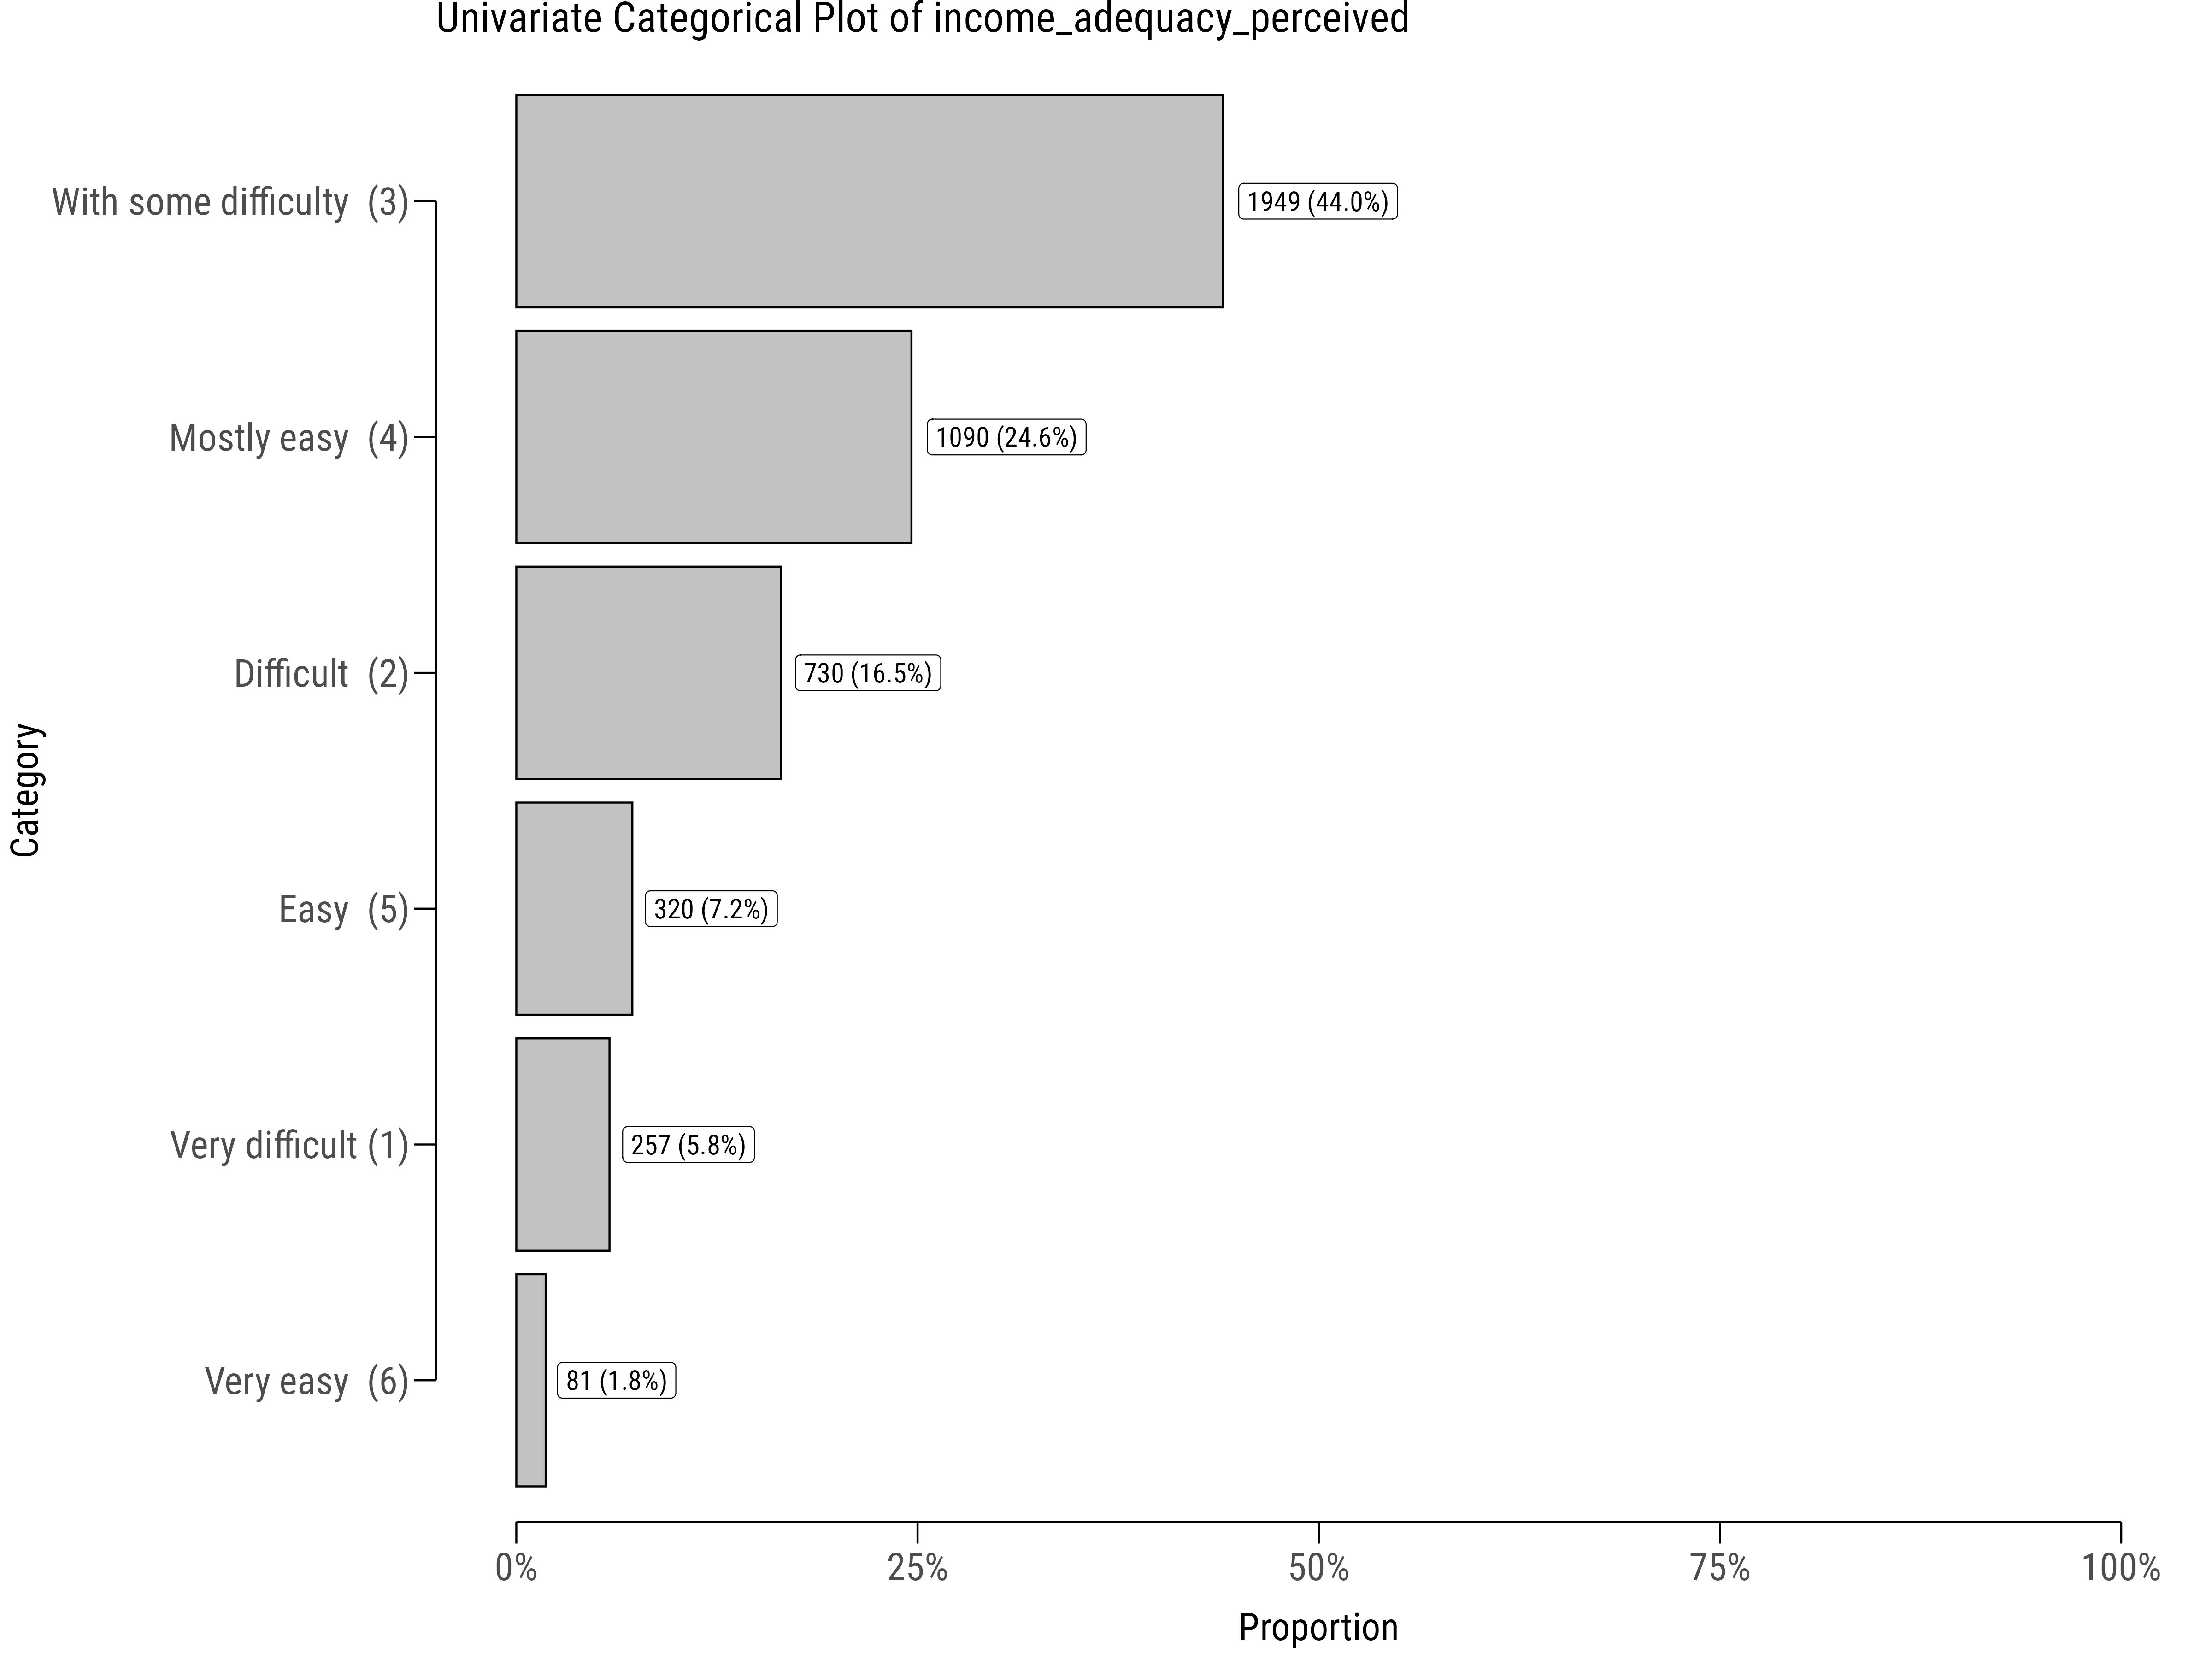 Univariate Categorical Plot of income_adequacy_perceived
With some difficulty (3)
1949 (44.0%)
Mostly easy (4)
1090 (24.6%)
Difficult (2)
730 (16.5%)
Category
Easy (5)
320 (7.2%)
Very difficult (1)
257 (5.8%)
Very easy (6)
81 (1.8%)
0% 25% 50% 75% 100%
Proportion